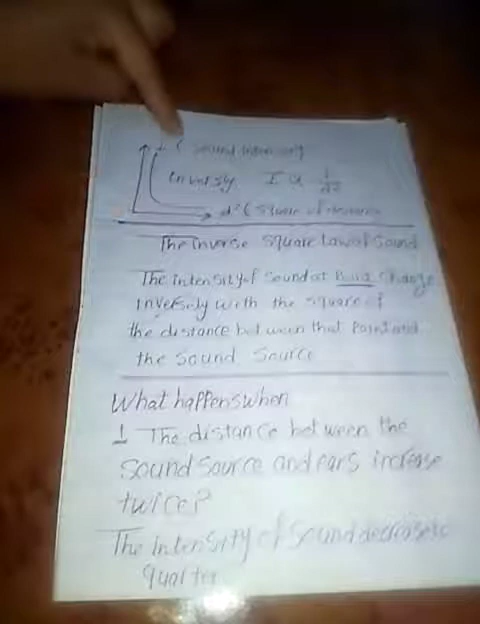 I ( Sound Intensity
Inversly I α 1/d²
d² ( Square of distance
The inverse square law of Sound
The intensity of Sound at Point Change
Inversely with the square of
the distance between that Point and
the Sound Source
What happens when
1 The distance between the
Sound Source and ears increase
twice?
The intensity of Sound decrease to
quarter